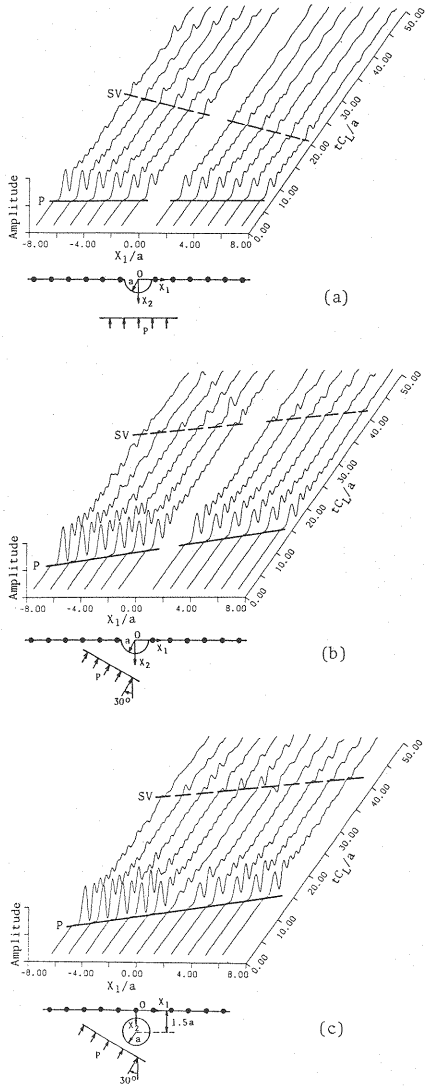 SV
P
Amplitude
-8.00 -4.00 0.00 4.00 8.00
X1/a
0.00 10.00 20.00 30.00 40.00 50.00
tCL/a
a O X1
X2
P
(a)
SV
P
Amplitude
-8.00 -4.00 0.00 4.00 8.00
X1/a
0.00 10.00 20.00 30.00 40.00 50.00
tCL/a
a O X1
X2
P
30°
(b)
SV
P
Amplitude
-8.00 -4.00 0.00 4.00 8.00
X1/a
0.00 10.00 20.00 30.00 40.00 50.00
tCL/a
O X1
X2 1.5a
a
P
30°
(c)